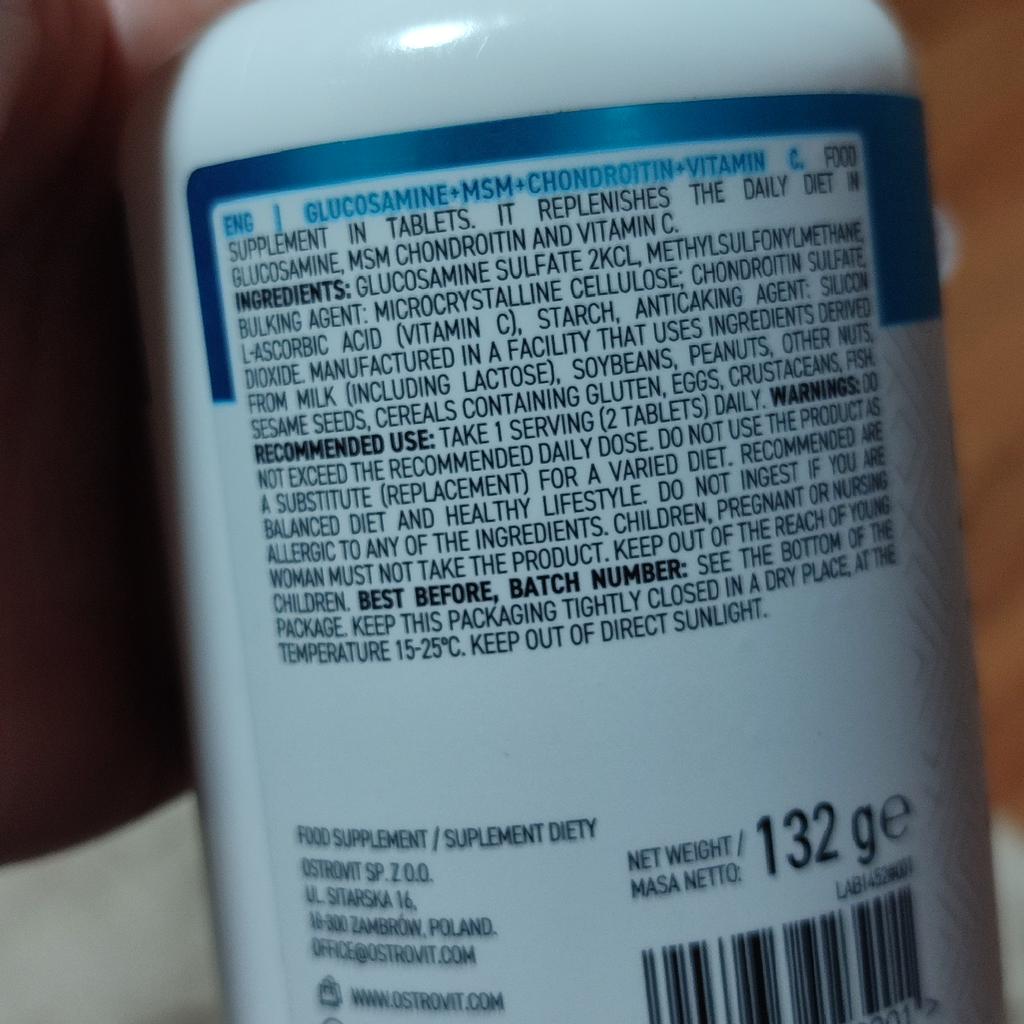 ENG | GLUCOSAMINE+MSM+CHONDROITIN+VITAMIN C. FOOD
SUPPLEMENT IN TABLETS. IT REPLENISHES THE DAILY DIET IN
GLUCOSAMINE, MSM CHONDROITIN AND VITAMIN C.
INGREDIENTS: GLUCOSAMINE SULFATE 2KCL, METHYLSULFONYLMETHANE,
BULKING AGENT: MICROCRYSTALLINE CELLULOSE; CHONDROITIN SULFATE,
L-ASCORBIC ACID (VITAMIN C), STARCH, ANTICAKING AGENT: SILICON
DIOXIDE. MANUFACTURED IN A FACILITY THAT USES INGREDIENTS DERIVED
FROM MILK (INCLUDING LACTOSE), SOYBEANS, PEANUTS, OTHER NUTS,
SESAME SEEDS, CEREALS CONTAINING GLUTEN, EGGS, CRUSTACEANS, FISH.
RECOMMENDED USE: TAKE 1 SERVING (2 TABLETS) DAILY. WARNINGS: DO
NOT EXCEED THE RECOMMENDED DAILY DOSE. DO NOT USE THE PRODUCT AS
A SUBSTITUTE (REPLACEMENT) FOR A VARIED DIET. RECOMMENDED ARE
BALANCED DIET AND HEALTHY LIFESTYLE. DO NOT INGEST IF YOU ARE
ALLERGIC TO ANY OF THE INGREDIENTS. CHILDREN, PREGNANT OR NURSING
WOMAN MUST NOT TAKE THE PRODUCT. KEEP OUT OF THE REACH OF YOUNG
CHILDREN. BEST BEFORE, BATCH NUMBER: SEE THE BOTTOM OF THE
PACKAGE. KEEP THIS PACKAGING TIGHTLY CLOSED IN A DRY PLACE, AT THE
TEMPERATURE 15-25°C. KEEP OUT OF DIRECT SUNLIGHT.
FOOD SUPPLEMENT / SUPLEMENT DIETY
OSTROVIT SP. Z O.O.
UL. SITARSKA 16,
18-300 ZAMBRÓW, POLAND.
OFFICE@OSTROVIT.COM
WWW.OSTROVIT.COM
NET WEIGHT /
MASA NETTO:
132 g e